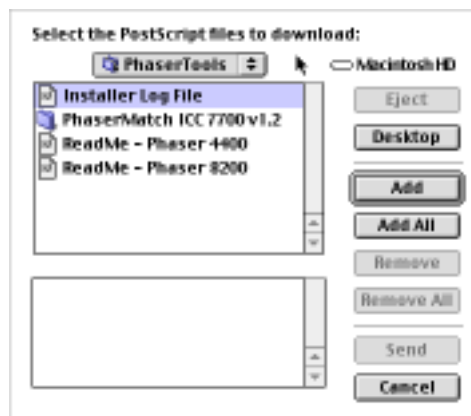 Select the PostScript files to download:
PhaserTools
Macintosh HD
Installer Log File
PhaserMatch ICC 7700 v1.2
ReadMe - Phaser 4400
ReadMe - Phaser 8200
Eject
Desktop
Add
Add All
Remove
Remove All
Send
Cancel